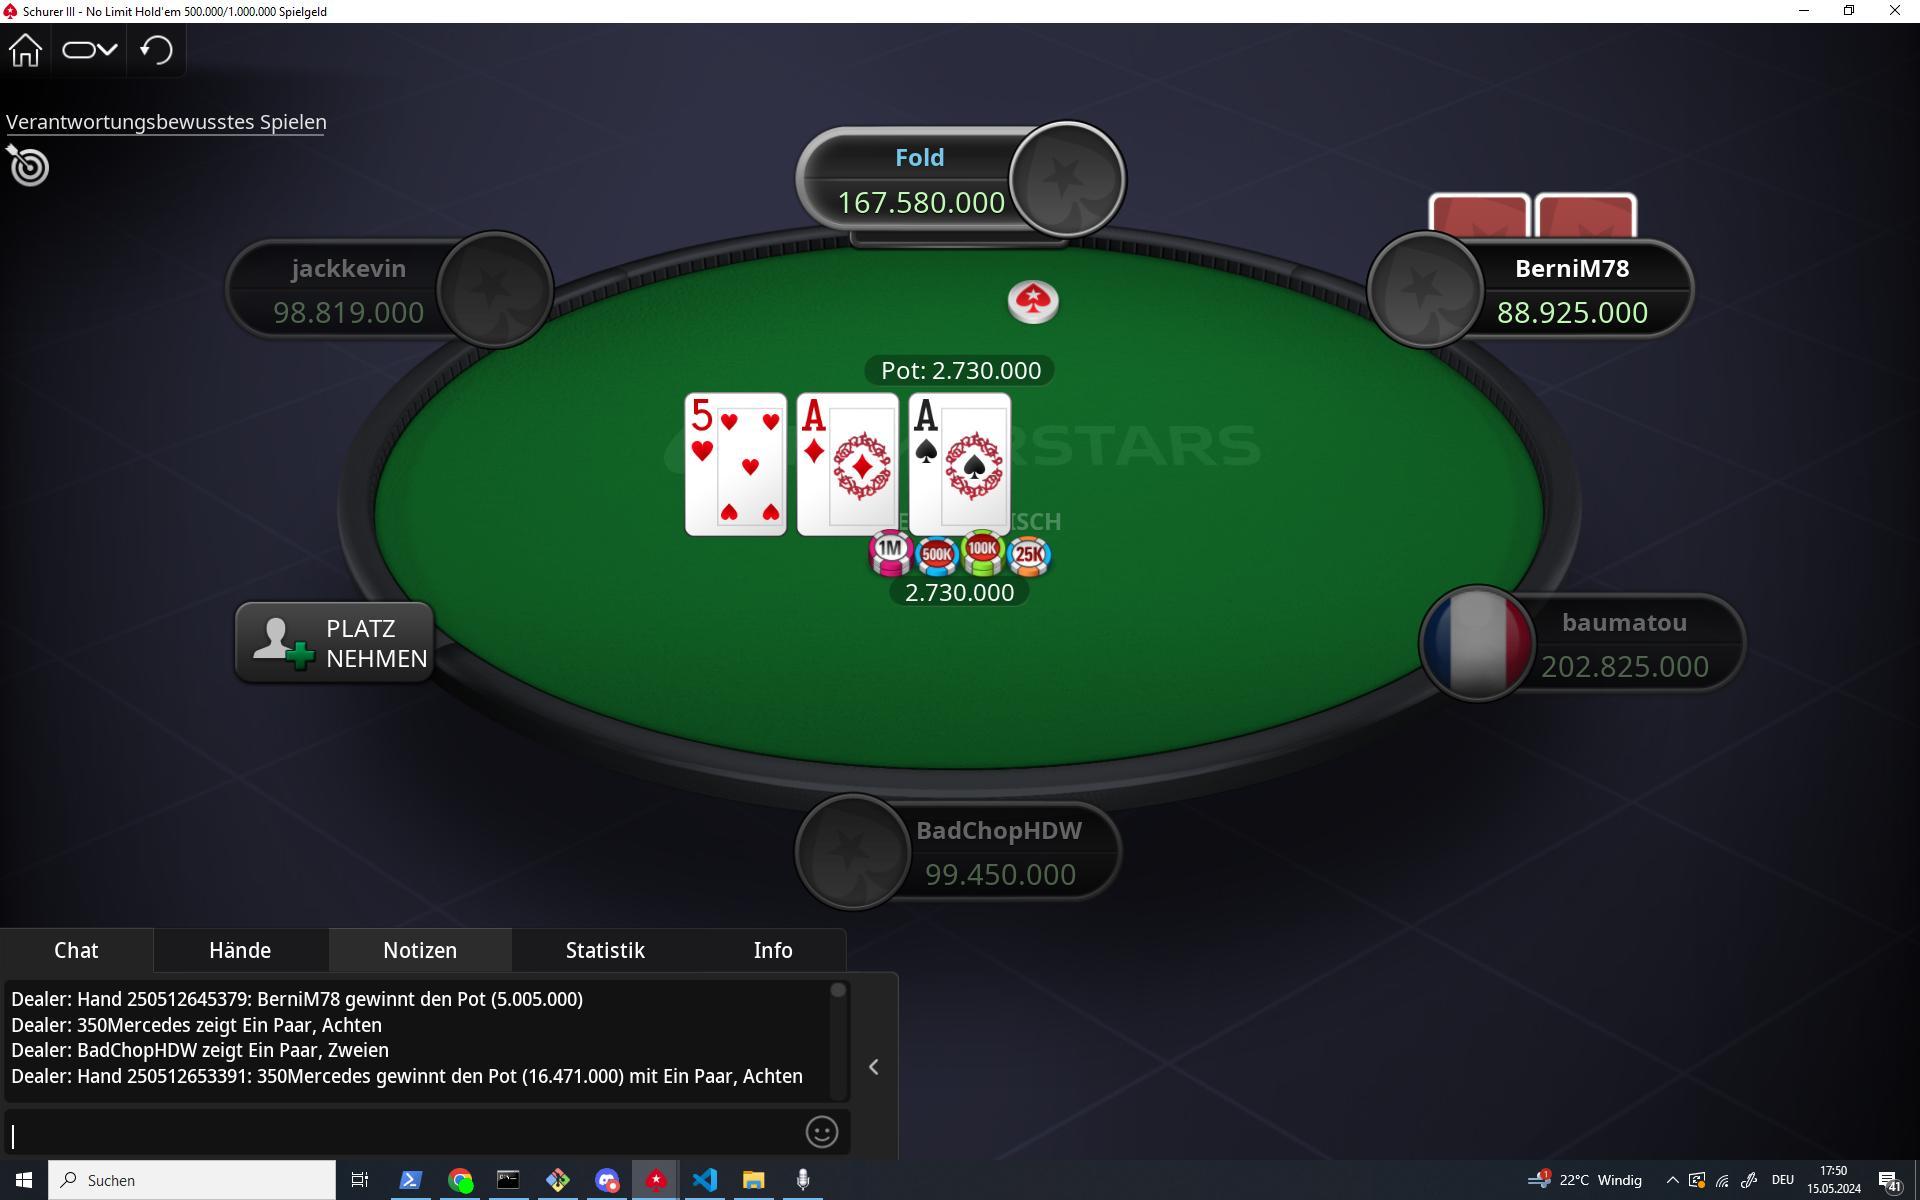 Schurer III - No Limit Hold'em 500.000/1.000.000 Spielgeld
Verantwortungsbewusstes Spielen
Fold
167.580.000
jackkevin
98.819.000
BerniM78
88.925.000
Pot: 2.730.000
5
A
A
RSTARS
ISCH
1M
500K
100K
25K
2.730.000
PLATZ
NEHMEN
baumatou
202.825.000
BadChopHDW
99.450.000
Chat Hände Notizen Statistik Info
Dealer: Hand 250512645379: BerniM78 gewinnt den Pot (5.005.000)
Dealer: 350Mercedes zeigt Ein Paar, Achten
Dealer: BadChopHDW zeigt Ein Paar, Zweien
Dealer: Hand 250512653391: 350Mercedes gewinnt den Pot (16.471.000) mit Ein Paar, Achten
Suchen
1
22°C Windig
DEU
17:50
15.05.2024
41